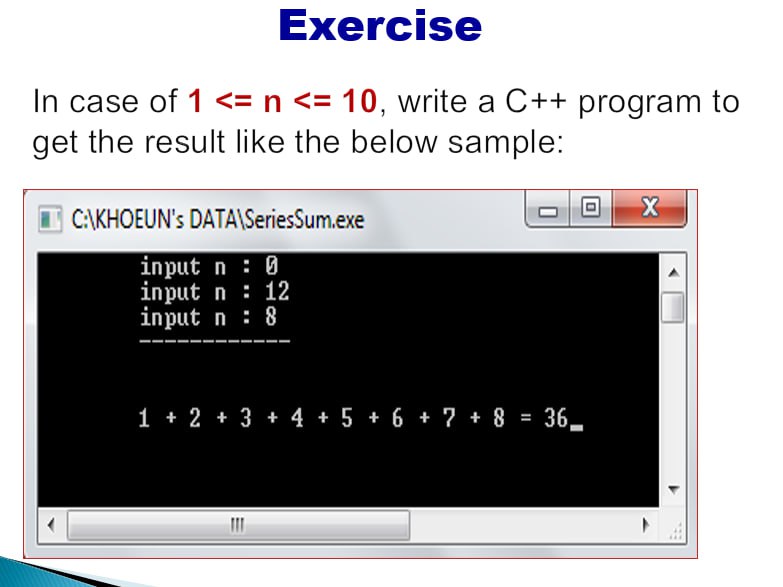 Exercise
In case of 1 <= n <= 10, write a C++ program to
get the result like the below sample:
C:\KHOEUN's DATA\SeriesSum.exe
input n : 0
input n : 12
input n : 8
------------
1 + 2 + 3 + 4 + 5 + 6 + 7 + 8 = 36_